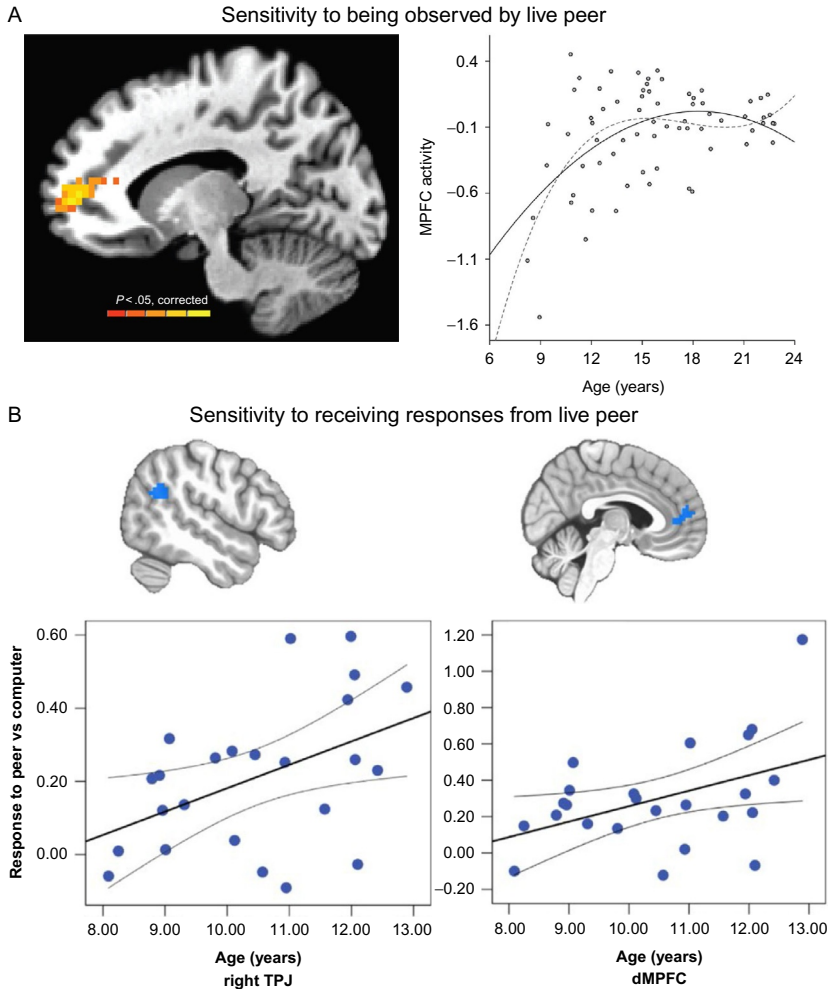 A
Sensitivity to being observed by live peer
P < .05, corrected
MPFC activity
0.4
–0.1
–0.6
–1.1
–1.6
6 9 12 15 18 21 24
Age (years)
B
Sensitivity to receiving responses from live peer
Response to peer vs computer
0.60
0.40
0.20
0.00
8.00 9.00 10.00 11.00 12.00 13.00
Age (years)
right TPJ
1.20
1.00
0.80
0.60
0.40
0.20
0.00
–0.20
8.00 9.00 10.00 11.00 12.00 13.00
Age (years)
dMPFC